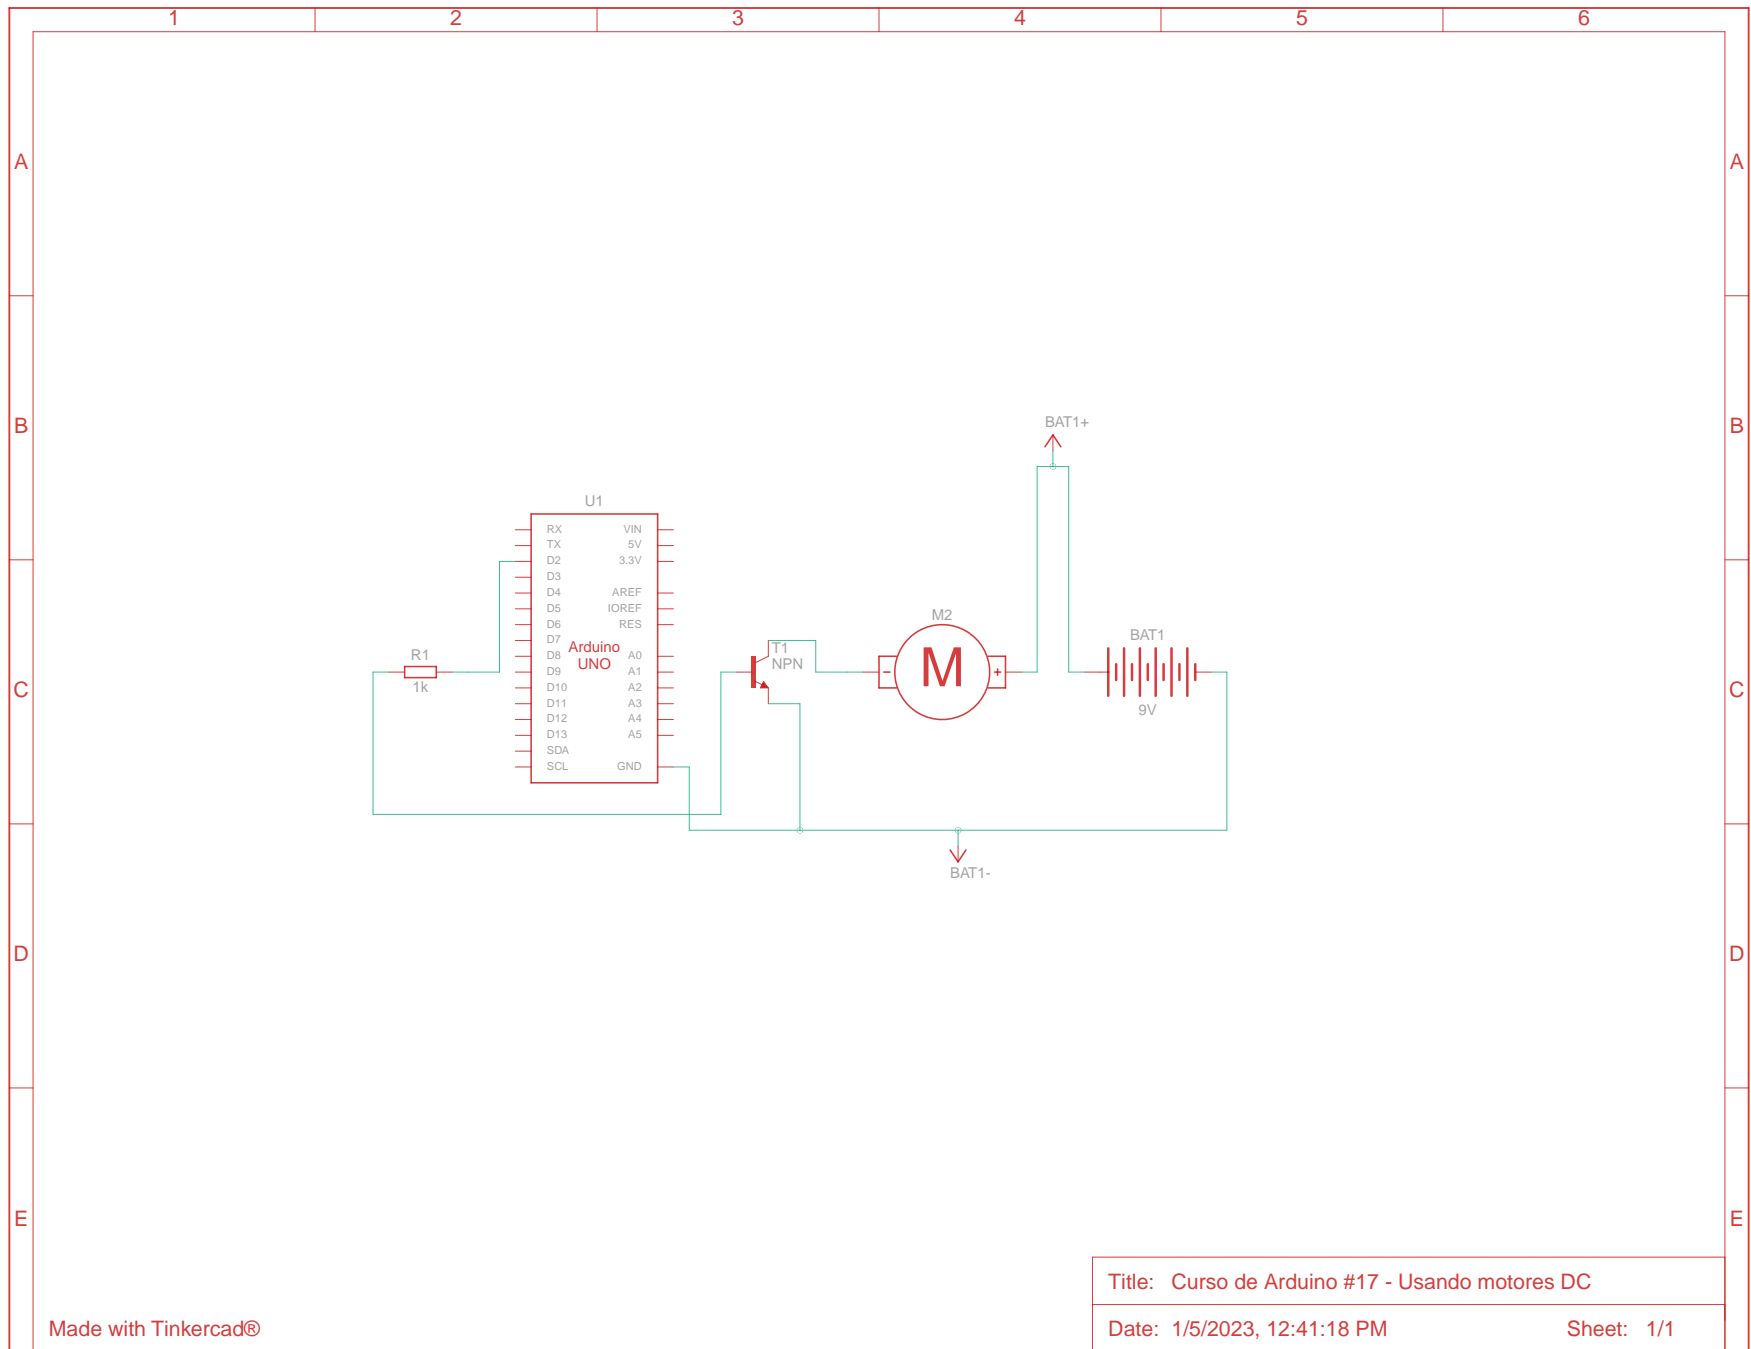 1 2 3 4 5 6
A A
BAT1+
B B
U1
RX VIN
TX 5V
D2 3.3V
D3
D4 AREF
D5 IOREF
D6 RES
D7
D8 A0
D9 A1
D10 A2
D11 A3
D12 A4
D13 A5
SDA
SCL GND
Arduino
UNO
R1
1k
T1
NPN
M2
- M +
BAT1
9V
C C
BAT1-
D D
E E
Title: Curso de Arduino #17 - Usando motores DC
Made with Tinkercad®
Date: 1/5/2023, 12:41:18 PM Sheet: 1/1